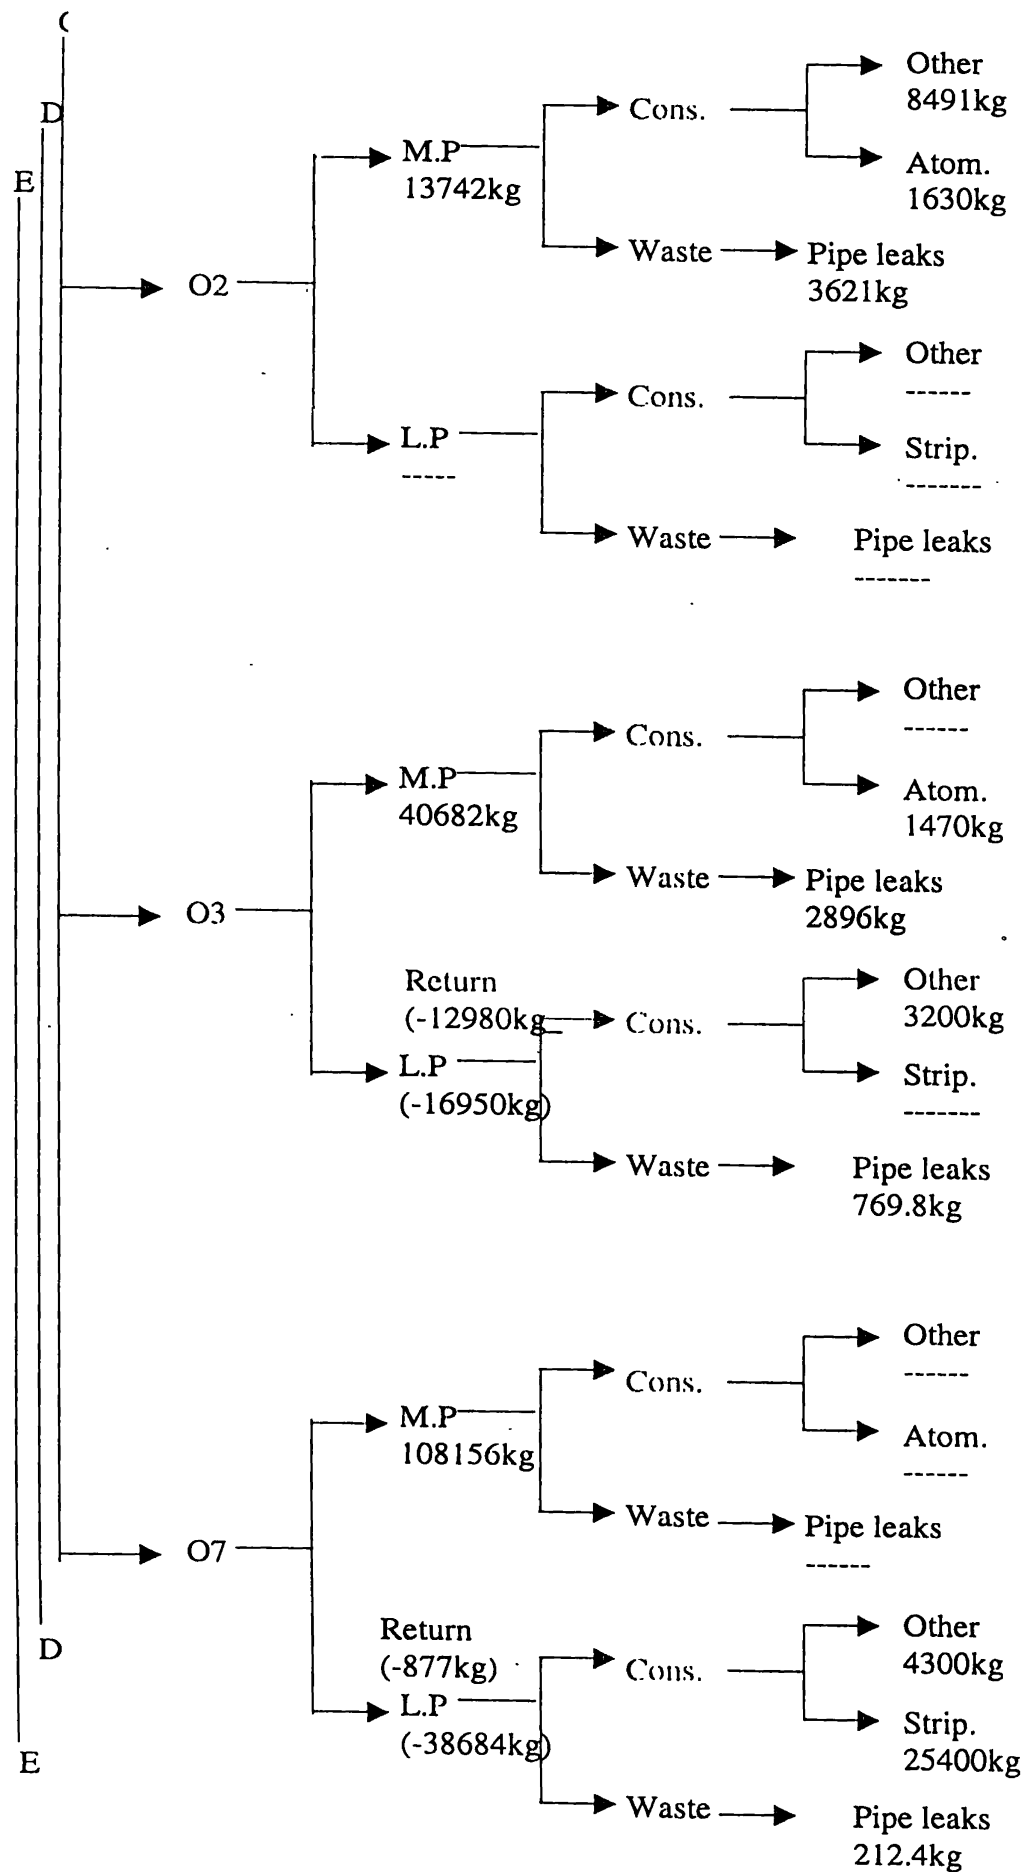 C
D
E
O2
M.P
13742kg
Cons.
Other
8491kg
Atom.
1630kg
Waste
Pipe leaks
3621kg
L.P
-----
Cons.
Other
------
Strip.
-------
Waste
Pipe leaks
-------
O3
M.P
40682kg
Cons.
Other
------
Atom.
1470kg
Waste
Pipe leaks
2896kg
Return
(-12980kg
L.P
(-16950kg)
Cons.
Other
3200kg
Strip.
-------
Waste
Pipe leaks
769.8kg
O7
M.P
108156kg
Cons.
Other
------
Atom.
------
Waste
Pipe leaks
------
Return
(-877kg)
L.P
(-38684kg)
Cons.
Other
4300kg
Strip.
25400kg
Waste
Pipe leaks
212.4kg
D
E